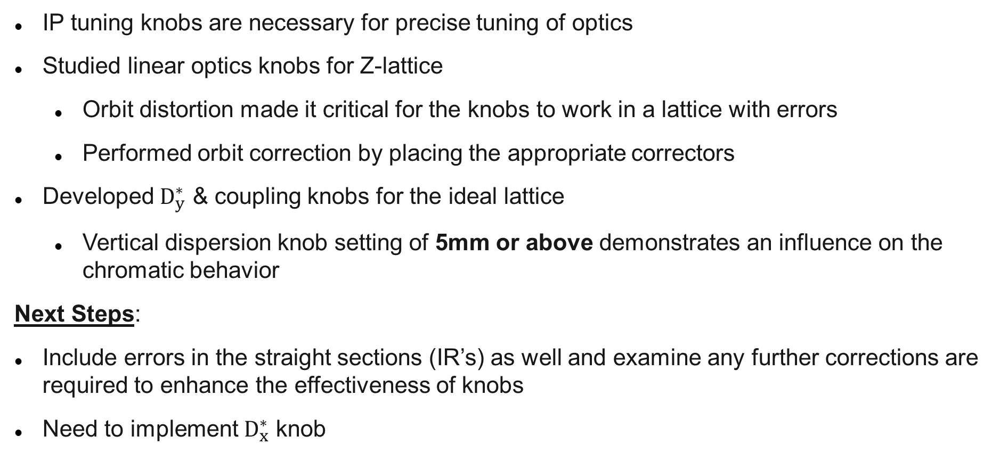 • IP tuning knobs are necessary for precise tuning of optics
• Studied linear optics knobs for Z-lattice
• Orbit distortion made it critical for the knobs to work in a lattice with errors
• Performed orbit correction by placing the appropriate correctors
• Developed D*y & coupling knobs for the ideal lattice
• Vertical dispersion knob setting of 5mm or above demonstrates an influence on the
chromatic behavior
Next Steps:
• Include errors in the straight sections (IR’s) as well and examine any further corrections are
required to enhance the effectiveness of knobs
• Need to implement D*x knob